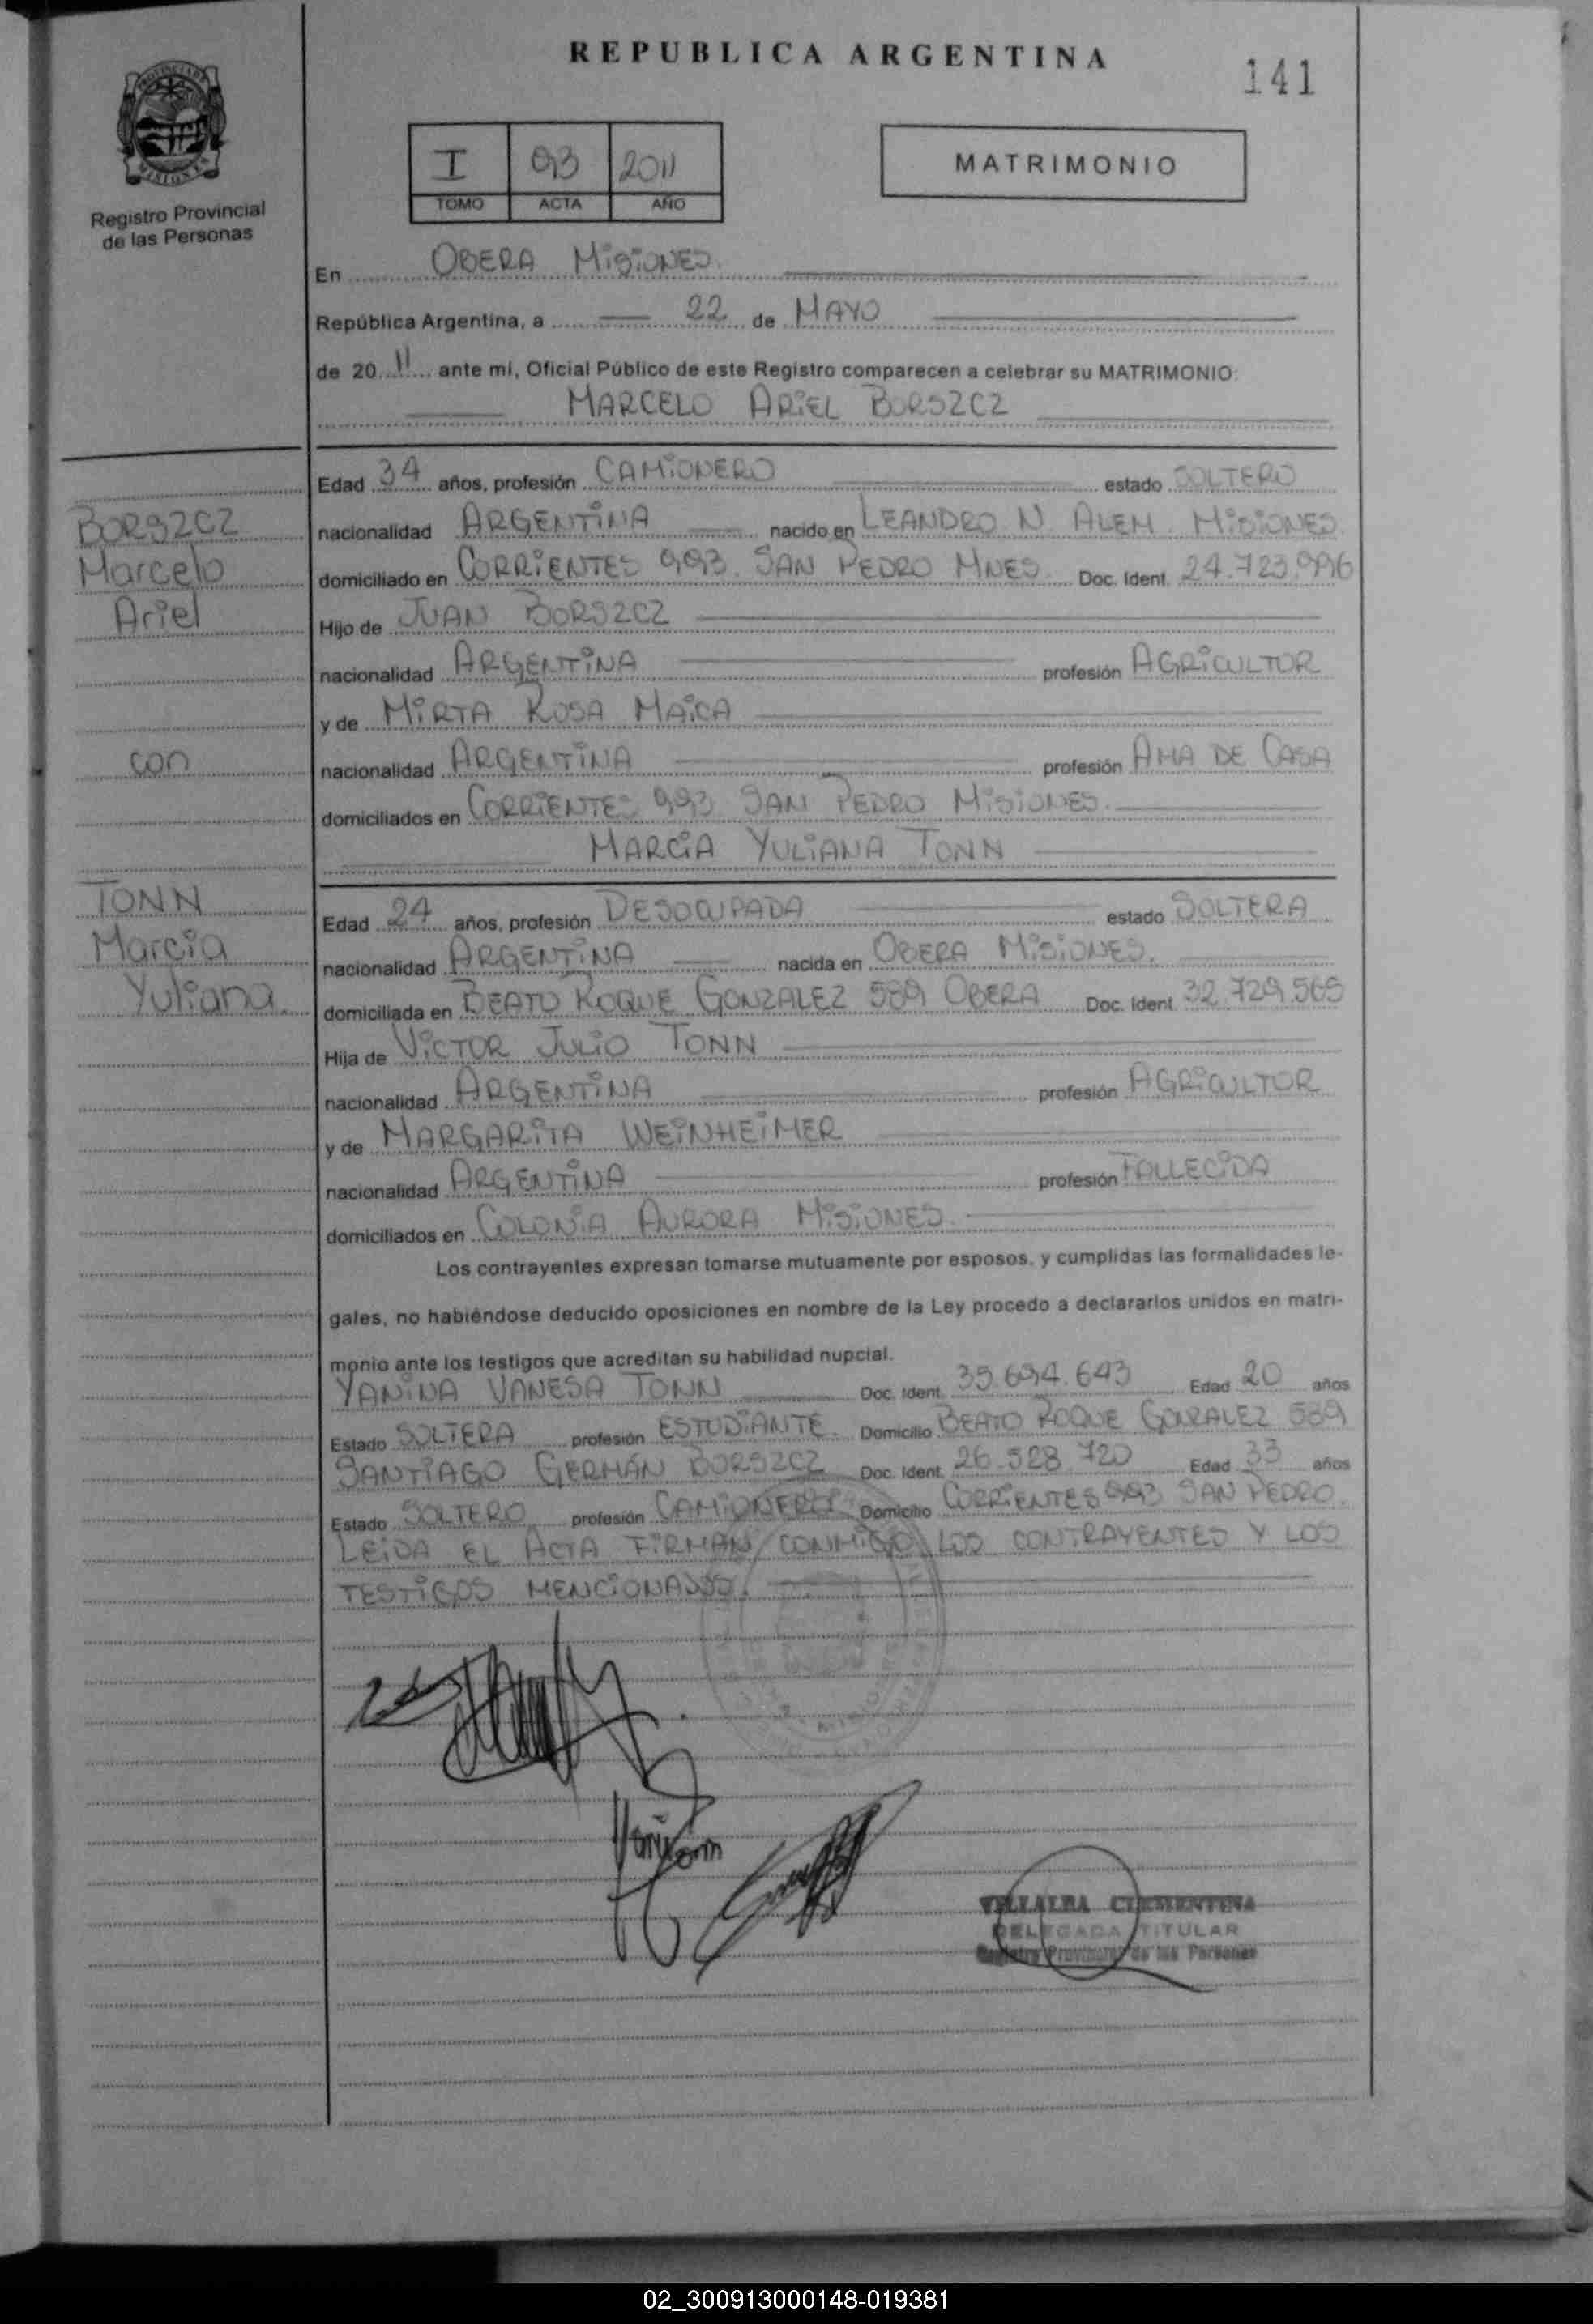 REPUBLICA ARGENTINA
141
PROVINCIA DE MISIONES
Registro Provincial
de las Personas
I 93 2011
TOMO ACTA AÑO
MATRIMONIO
En OBERA MISIONES.
República Argentina, a 22 de MAYO
de 20 11 ante mí, Oficial Público de este Registro comparecen a celebrar su MATRIMONIO:
MARCELO ARIEL BORSZCZ
Edad 34 años, profesión CAMIONERO estado SOLTERO
BORSZCZ
nacionalidad ARGENTINA nacido en LEANDRO N. ALEM MISIONES
Marcelo
domiciliado en CORRIENTES 993. SAN PEDRO MNES. Doc. Ident. 24.723.996
Ariel
Hijo de JUAN BORSZCZ
nacionalidad ARGENTINA profesión AGRICULTOR
y de MIRTA ROSA MAICA
con
nacionalidad ARGENTINA profesión AMA DE CASA
domiciliados en CORRIENTES 993 SAN PEDRO MISIONES.
MARCIA YULIANA TONN
TONN
Edad 24 años, profesión DESOCUPADA estado SOLTERA
Marcia
nacionalidad ARGENTINA nacida en OBERA MISIONES.
Yuliana.
domiciliada en BEATO ROQUE GONZALEZ 589 OBERA Doc. Ident. 32.729.565
Hija de VICTOR JULIO TONN
nacionalidad ARGENTINA profesión AGRICULTOR
y de MARGARITA WEINHEIMER
nacionalidad ARGENTINA profesión FALLECIDA
domiciliados en COLONIA AURORA MISIONES.
Los contrayentes expresan tomarse mutuamente por esposos, y cumplidas las formalidades le-
gales, no habiéndose deducido oposiciones en nombre de la Ley procedo a declararlos unidos en matri-
monio ante los testigos que acreditan su habilidad nupcial.
YANINA VANESA TONN Doc. Ident. 35.694.643 Edad 20 años
Estado SOLTERA profesión ESTUDIANTE. Domicilio BEATO ROQUE GONZALEZ 589
SANTIAGO GERMÁN BORSZCZ Doc. Ident. 26.528.720 Edad 33 años
Estado SOLTERO profesión CAMIONERO Domicilio CORRIENTES 993 SAN PEDRO.
LEIDA EL ACTA FIRMAN CONMIGO LOS CONTRAYENTES Y LOS
TESTIGOS MENCIONADOS.
VILLALBA CLEMENTINA
DELEGADA TITULAR
Registro Provincial de las Personas
02_300913000148-019381